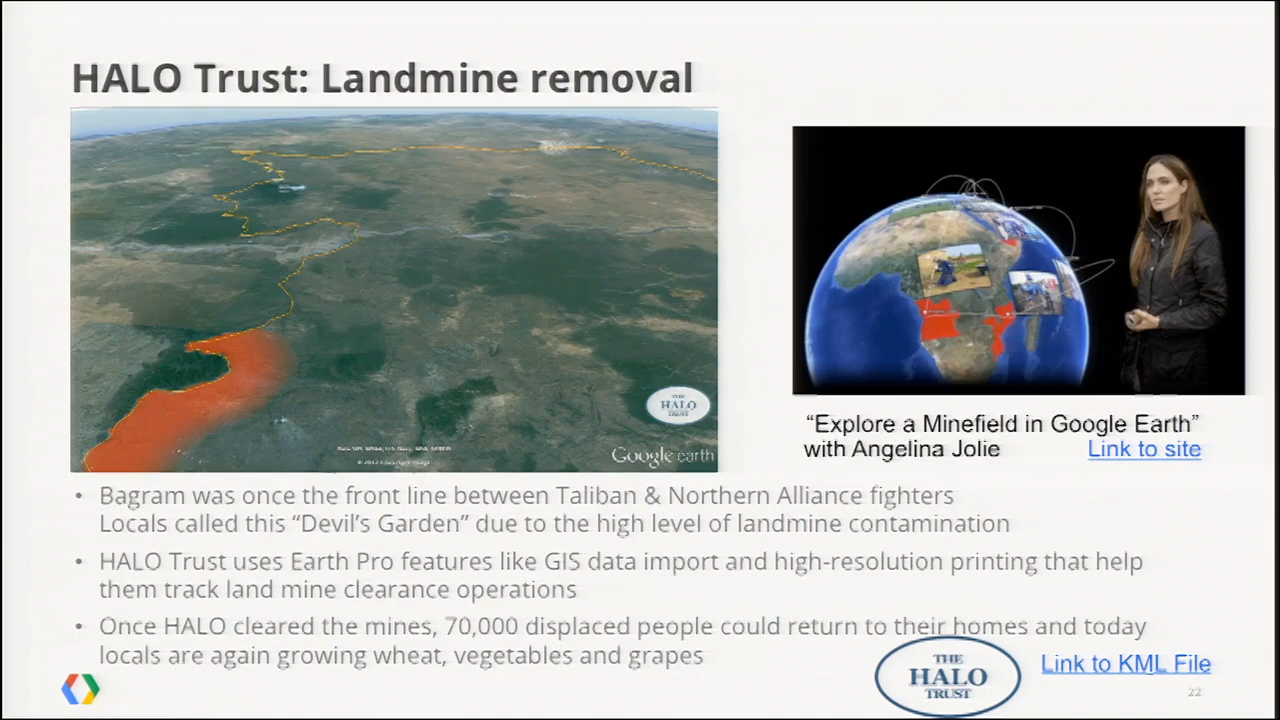 HALO Trust: Landmine removal
THE
HALO
TRUST
Google earth
“Explore a Minefield in Google Earth”
with Angelina Jolie
Link to site
• Bagram was once the front line between Taliban & Northern Alliance fighters
Locals called this “Devil’s Garden” due to the high level of landmine contamination
• HALO Trust uses Earth Pro features like GIS data import and high-resolution printing that help
them track land mine clearance operations
• Once HALO cleared the mines, 70,000 displaced people could return to their homes and today
locals are again growing wheat, vegetables and grapes
THE
HALO
TRUST
Link to KML File
22